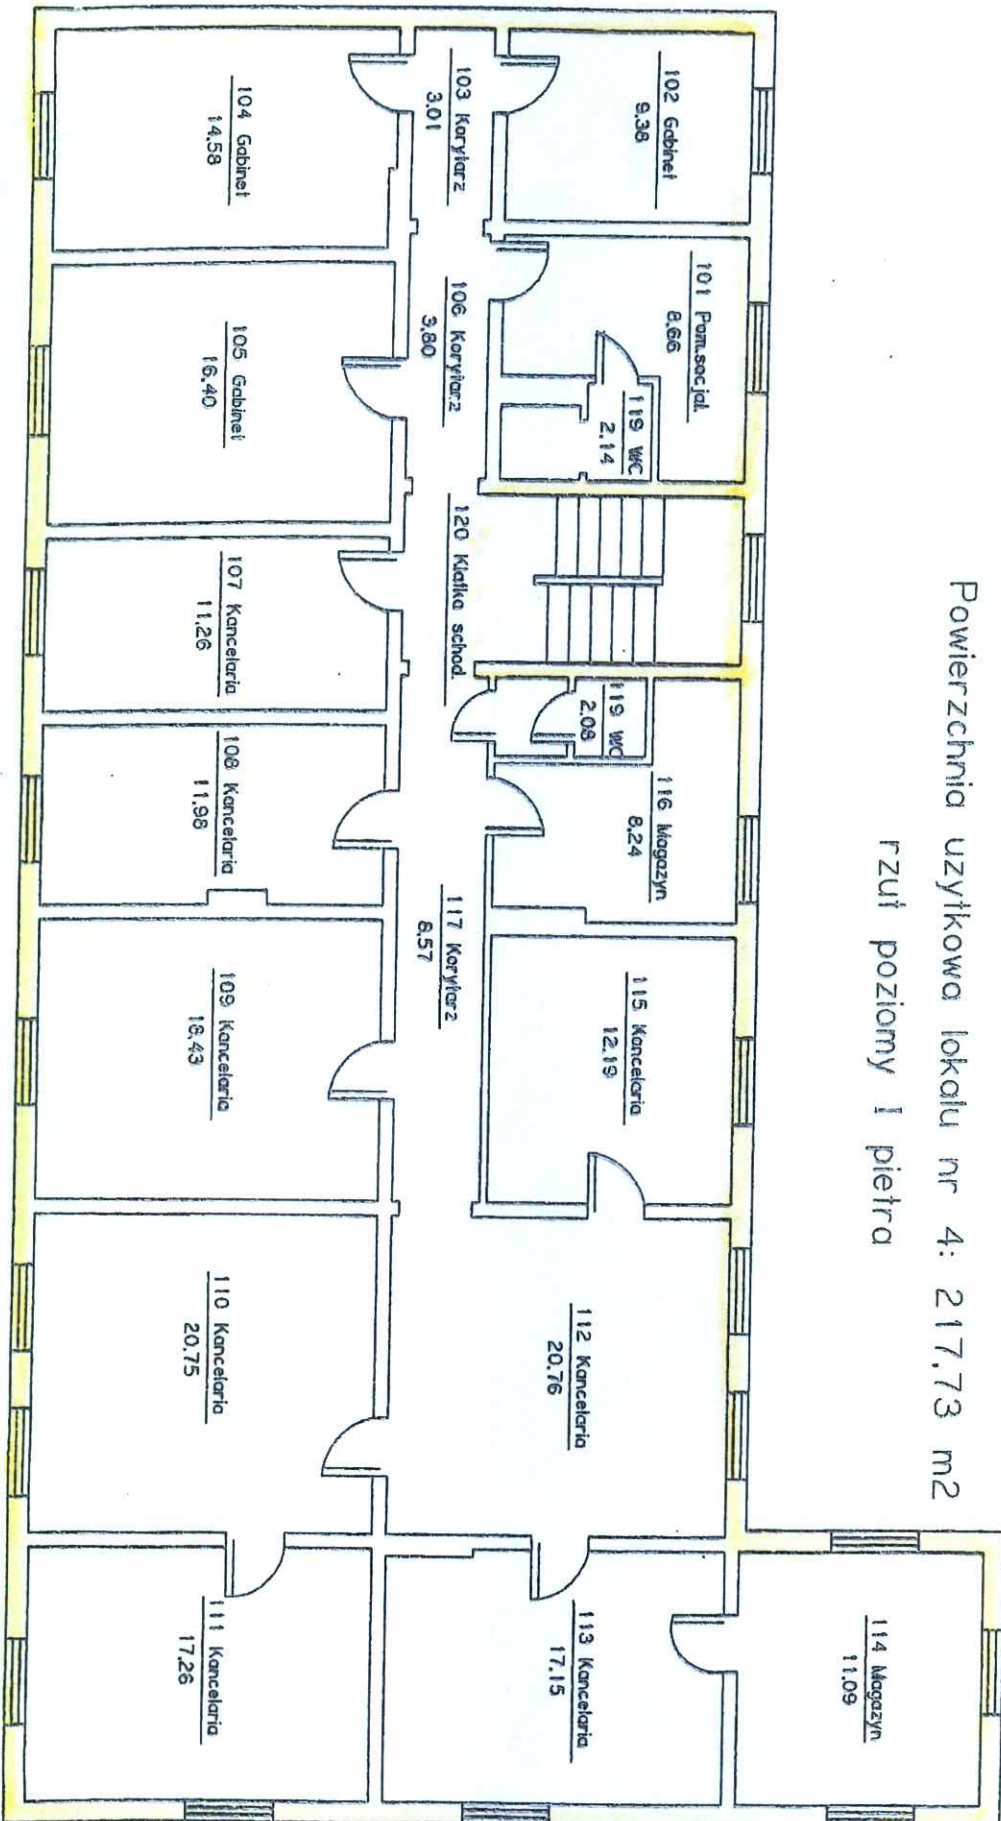 Powierzchnia uzytkowa lokalu nr 4: 217.73 m2
rzut poziomy I pietra
102 Gabinet
9.38
101 Pom.socjal.
8.66
119 WC
2.14
119 WC
2.08
116 Magazyn
8.24
115 Kancelaria
12.19
112 Kancelaria
20.76
114 Magazyn
11.09
113 Kancelaria
17.15
103 Korytarz
3.01
106 Korytarz
3.80
120 Klatka schod.
117 Korytarz
8.57
104 Gabinet
14.58
105 Gabinet
16.40
107 Kancelaria
11.26
108 Kancelaria
11.98
109 Kancelaria
18.43
110 Kancelaria
20.75
111 Kancelaria
17.26